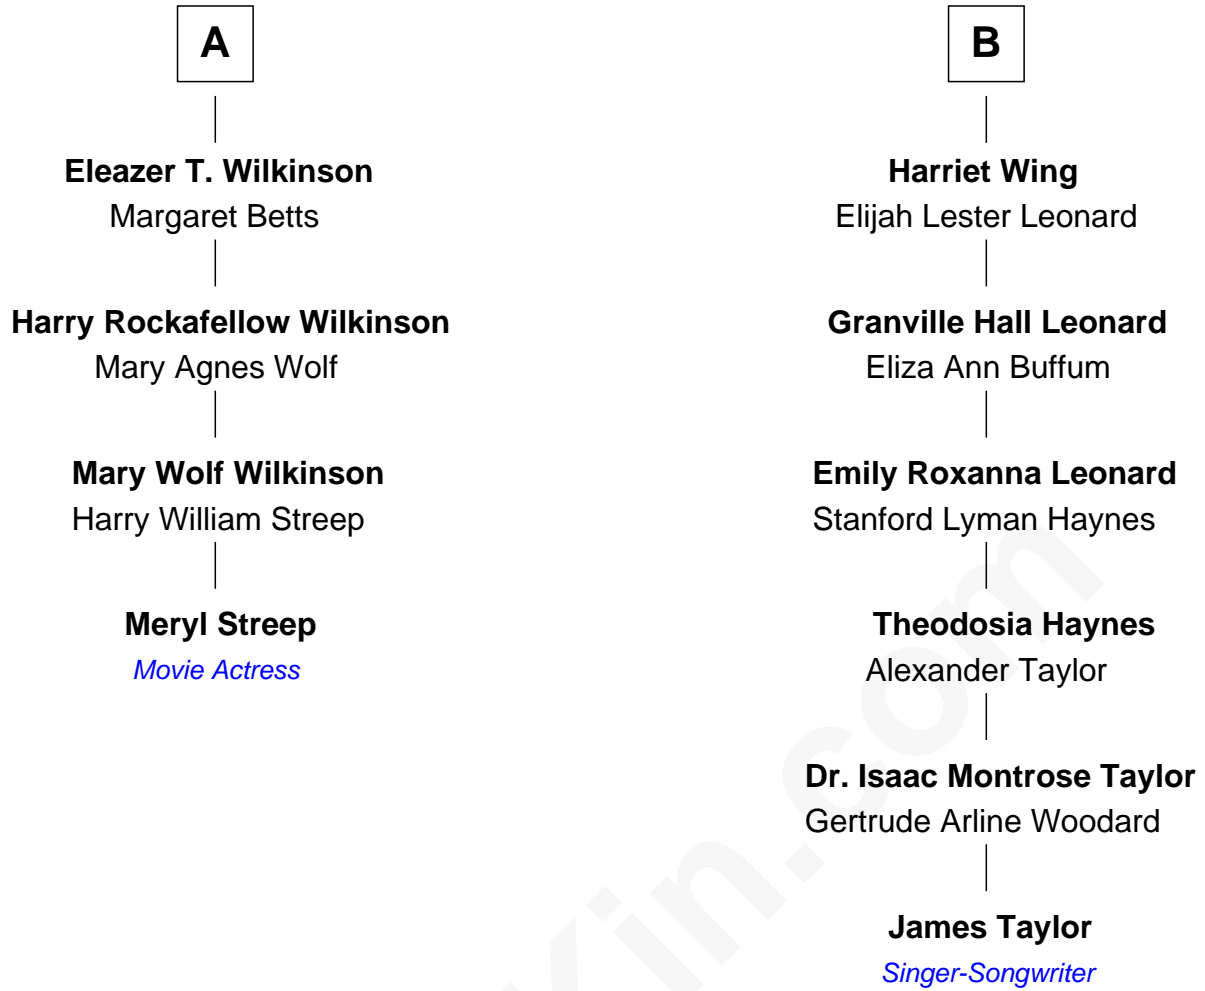 A
Eleazer T. Wilkinson
Margaret Betts
Harry Rockafellow Wilkinson
Mary Agnes Wolf
Mary Wolf Wilkinson
Harry William Streep
Meryl Streep
Movie Actress
B
Harriet Wing
Elijah Lester Leonard
Granville Hall Leonard
Eliza Ann Buffum
Emily Roxanna Leonard
Stanford Lyman Haynes
Theodosia Haynes
Alexander Taylor
Dr. Isaac Montrose Taylor
Gertrude Arline Woodard
James Taylor
Singer-Songwriter